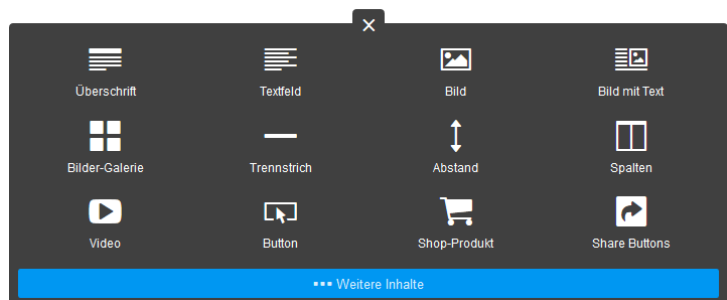 Überschrift
Textfeld
Bild
Bild mit Text
Bilder-Galerie
Trennstrich
Abstand
Spalten
Video
Button
Shop-Produkt
Share Buttons
Weitere Inhalte